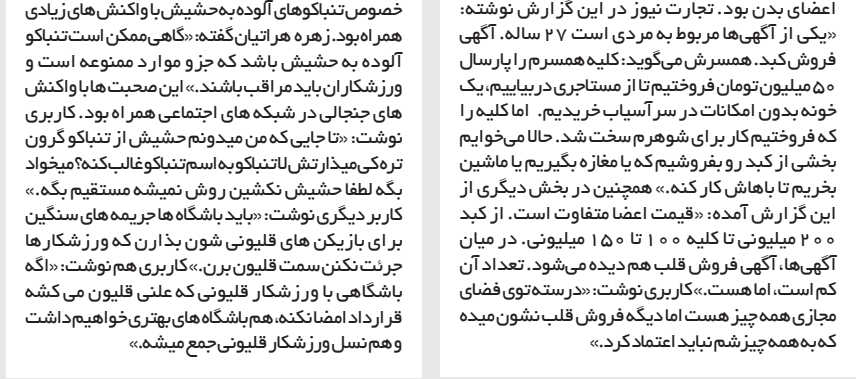 اعضای بدن بود. تجارت نیوز در این گزارش نوشته:
«یکی از آگهی‌ها مربوط به مردی است ۲۷ ساله. آگهی
فروش کبد. همسرش می‌گوید: کلیه همسرم را پارسال
۵۰ میلیون تومان فروختیم تا از مستاجری دربیاییم، یک
خونه بدون امکانات در سرآسیاب خریدیم. اما کلیه را
که فروختیم کار برای شوهرم سخت شد. حالا می‌خوایم
بخشی از کبد رو بفروشیم که یا مغازه بگیریم یا ماشین
بخریم تا باهاش کار کنه.» همچنین در بخش دیگری از
این گزارش آمده: «قیمت اعضا متفاوت است. از کبد
۲۰۰ میلیونی تا کلیه ۱۰۰ تا ۱۵۰ میلیونی. در میان
آگهی‌ها، آگهی فروش قلب هم دیده می‌شود. تعداد آن
کم است، اما هست.» کاربری نوشت: «درسته توی فضای
مجازی همه چیز هست اما دیگه فروش قلب نشون میده
که به همه چیزشم نباید اعتماد کرد.»
خصوص تنباکوهای آلوده به حشیش با واکنش های زیادی
همراه بود. زهره هراتیان گفته: «گاهی ممکن است تنباکو
آلوده به حشیش باشد که جزو موارد ممنوعه است و
ورزشکاران باید مراقب باشند.» این صحبت ها با واکنش
های جنجالی در شبکه های اجتماعی همراه بود. کاربری
نوشت: «تا جایی که من میدونم حشیش از تنباکو گرون
تره کی میذارتش لا تنباکو به اسم تنباکو غالب کنه؟ میخواد
بگه لطفا حشیش نکشین روش نمیشه مستقیم بگه.»
کاربر دیگری نوشت: «باید باشگاه ها جریمه های سنگین
برای بازیکن های قلیونی شون بذارن که ورزشکارها
جرئت نکنن سمت قلیون برن.» کاربری هم نوشت: «اگه
باشگاهی با ورزشکار قلیونی که علنی قلیون می کشه
قرارداد امضا نکنه، هم باشگاه های بهتری خواهیم داشت
و هم نسل ورزشکار قلیونی جمع میشه.»